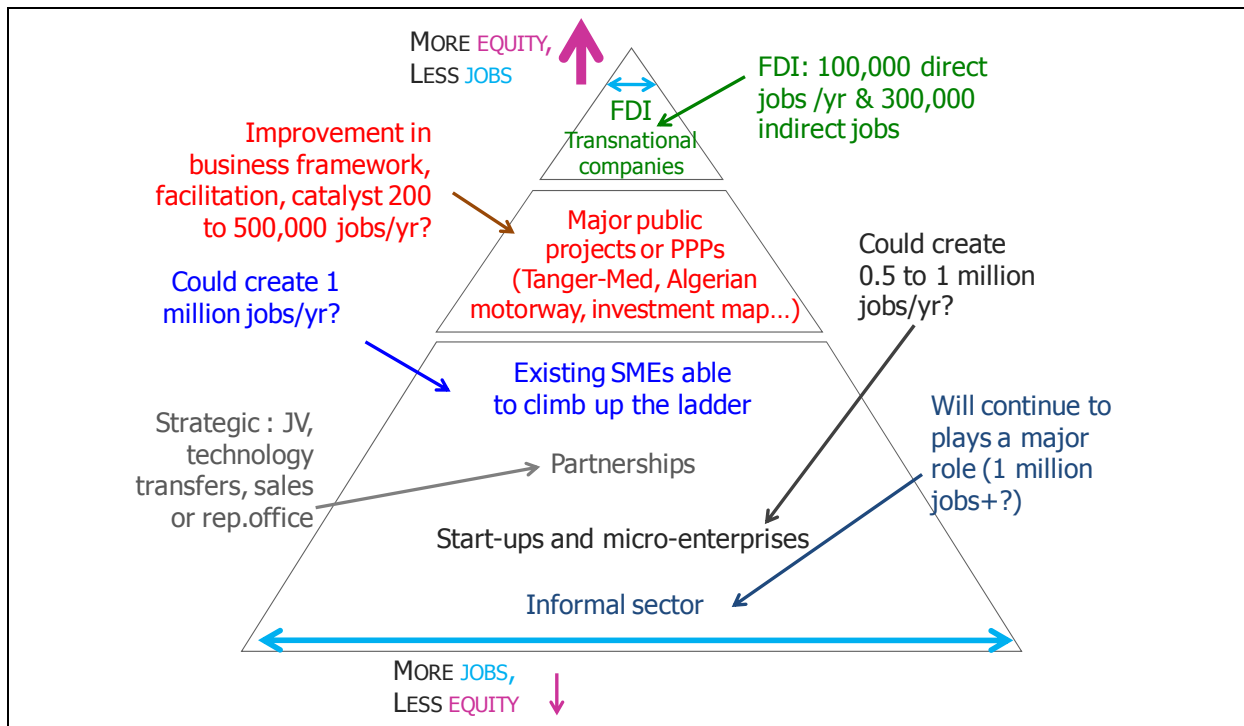 MORE EQUITY,
LESS JOBS
FDI: 100,000 direct
jobs /yr & 300,000
indirect jobs
FDI
Transnational
companies
Improvement in
business framework,
facilitation, catalyst 200
to 500,000 jobs/yr?
Major public
projects or PPPs
(Tanger-Med, Algerian
motorway, investment map…)
Could create
0.5 to 1 million
jobs/yr?
Could create 1
million jobs/yr?
Existing SMEs able
to climb up the ladder
Strategic : JV,
technology
transfers, sales
or rep.office
Partnerships
Will continue to
plays a major
role (1 million
jobs+?)
Start-ups and micro-enterprises
Informal sector
MORE JOBS,
LESS EQUITY